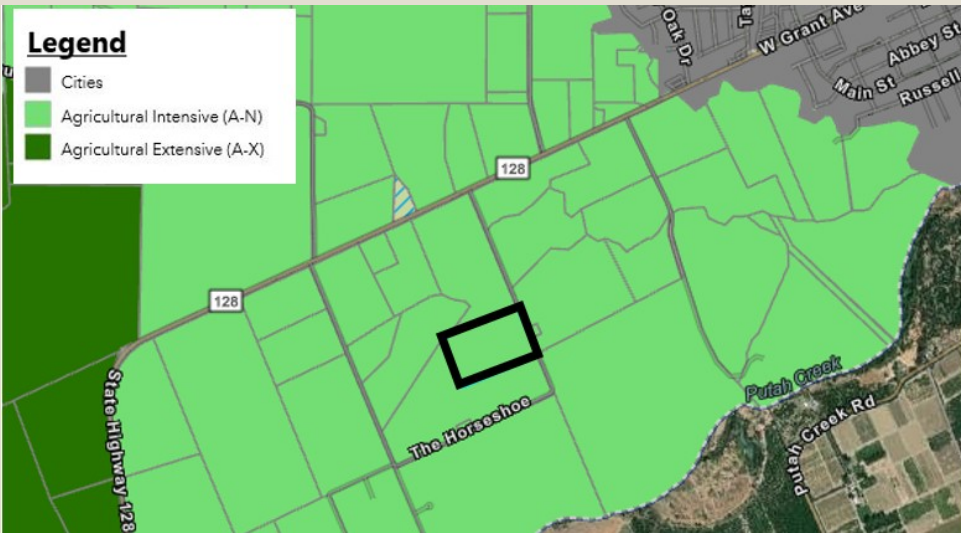 Legend
Cities
Agricultural Intensive (A-N)
Agricultural Extensive (A-X)
Oak Dr
W Grant Ave
Abbey St
Main St
Russell
128
128
State Highway 128
The Horseshoe
Putah Creek
Putah Creek Rd